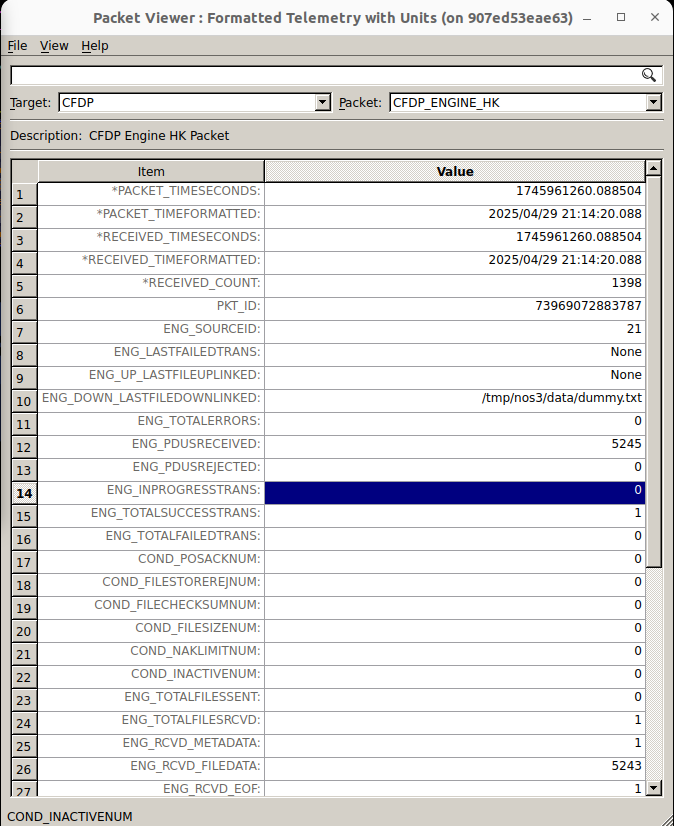 Packet Viewer : Formatted Telemetry with Units (on 907ed53eae63)
File View Help
Target: CFDP Packet: CFDP_ENGINE_HK
Description: CFDP Engine HK Packet
Item Value
1 *PACKET_TIMESECONDS: 1745961260.088504
2 *PACKET_TIMEFORMATTED: 2025/04/29 21:14:20.088
3 *RECEIVED_TIMESECONDS: 1745961260.088504
4 *RECEIVED_TIMEFORMATTED: 2025/04/29 21:14:20.088
5 *RECEIVED_COUNT: 1398
6 PKT_ID: 73969072883787
7 ENG_SOURCEID: 21
8 ENG_LASTFAILEDTRANS: None
9 ENG_UP_LASTFILEUPLINKED: None
10 ENG_DOWN_LASTFILEDOWNLINKED: /tmp/nos3/data/dummy.txt
11 ENG_TOTALERRORS: 0
12 ENG_PDUSRECEIVED: 5245
13 ENG_PDUSREJECTED: 0
14 ENG_INPROGRESSTRANS: 0
15 ENG_TOTALSUCCESSTRANS: 1
16 ENG_TOTALFAILEDTRANS: 0
17 COND_POSACKNUM: 0
18 COND_FILESTOREREJNUM: 0
19 COND_FILECHECKSUMNUM: 0
20 COND_FILESIZENUM: 0
21 COND_NAKLIMITNUM: 0
22 COND_INACTIVENUM: 0
23 ENG_TOTALFILESSENT: 0
24 ENG_TOTALFILESRCVD: 1
25 ENG_RCVD_METADATA: 1
26 ENG_RCVD_FILEDATA: 5243
27 ENG_RCVD_EOF: 1
COND_INACTIVENUM